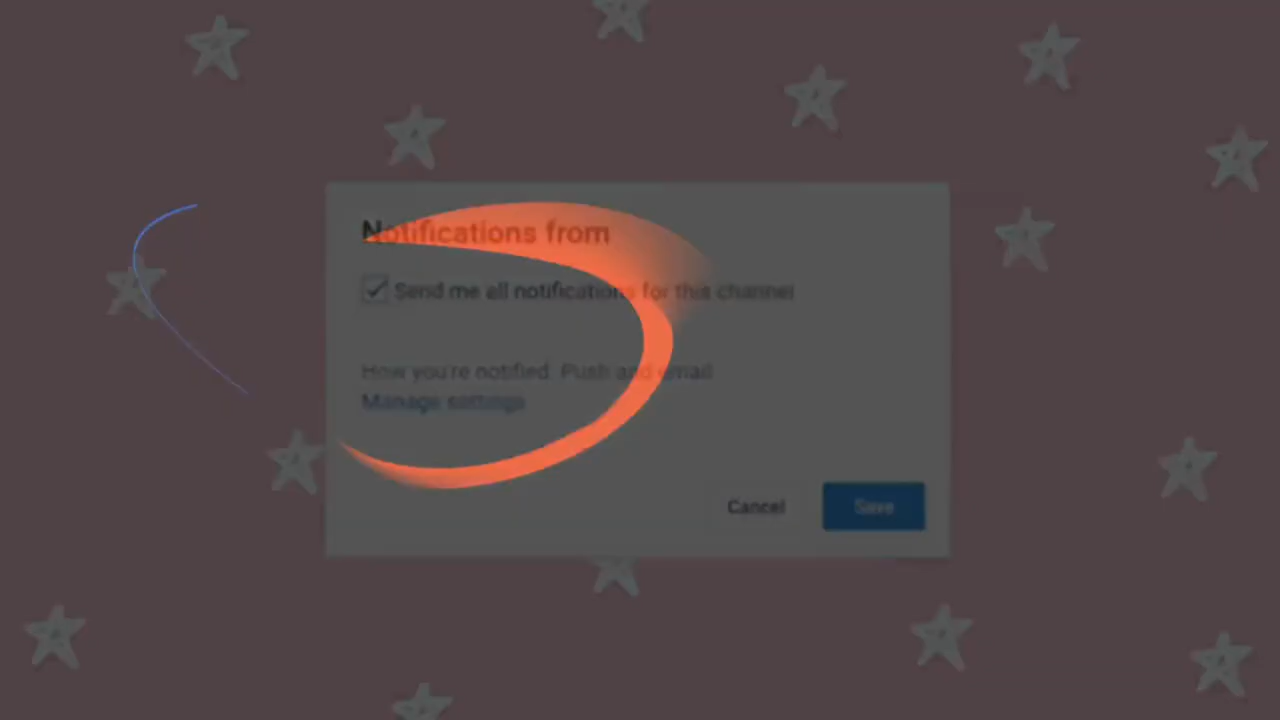 Notifications from
Send me all notifications for this channel
How you're notified: Push and email
Manage settings
Cancel
Save